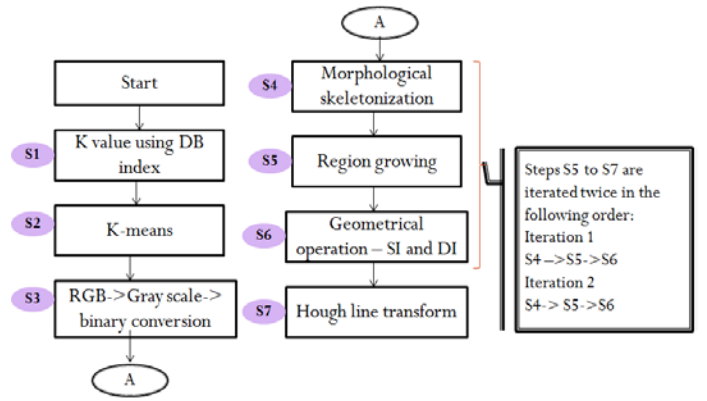 Start
S1
K value using DB
index
S2
K-means
S3
RGB->Gray scale->
binary conversion
A
A
S4
Morphological
skeletonization
S5
Region growing
S6
Geometrical
operation – SI and DI
S7
Hough line transform
Steps S5 to S7 are
iterated twice in the
following order:
Iteration 1
S4 –>S5->S6
Iteration 2
S4-> S5->S6